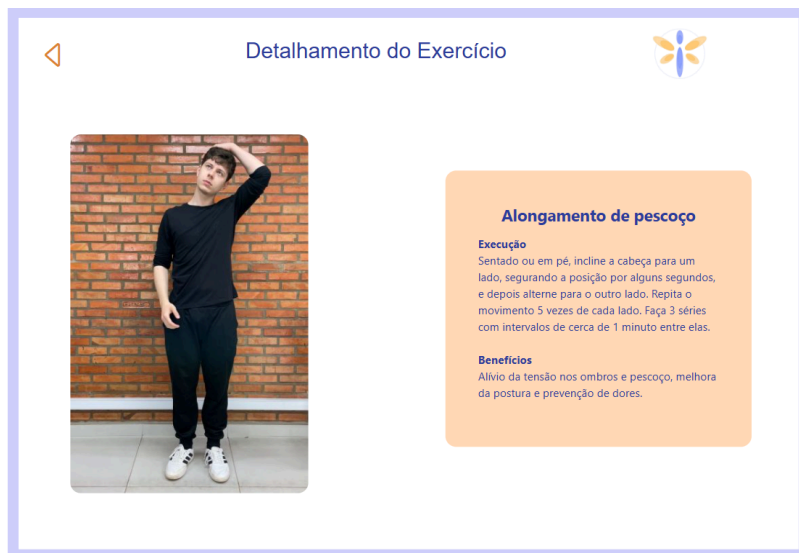 Detalhamento do Exercício
Alongamento de pescoço
Execução
Sentado ou em pé, incline a cabeça para um
lado, segurando a posição por alguns segundos,
e depois alterne para o outro lado. Repita o
movimento 5 vezes de cada lado. Faça 3 séries
com intervalos de cerca de 1 minuto entre elas.
Benefícios
Alívio da tensão nos ombros e pescoço, melhora
da postura e prevenção de dores.